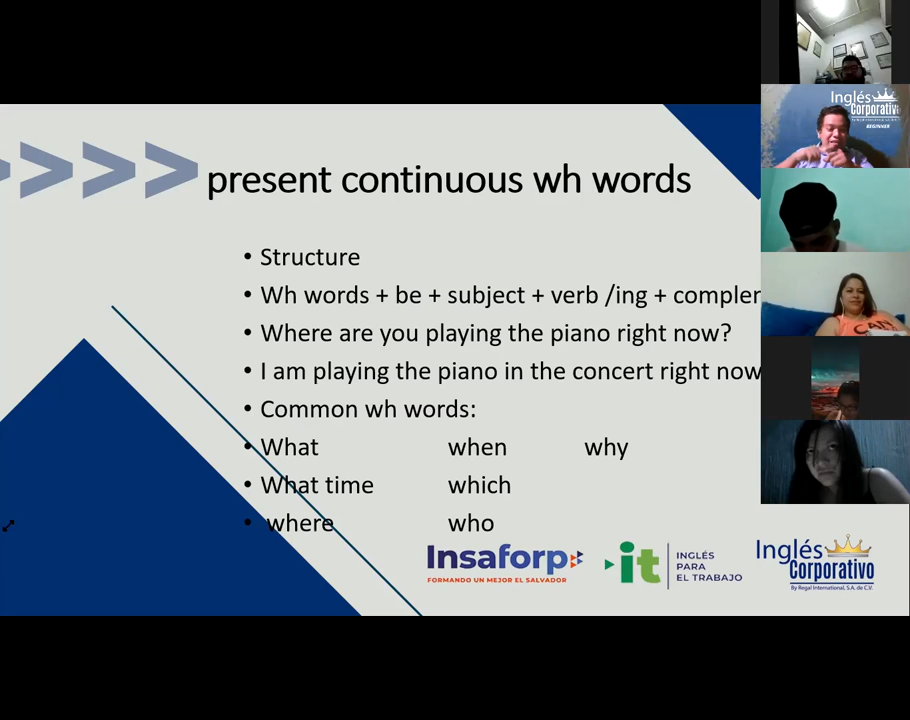 present continuous wh words
• Structure
• Wh words + be + subject + verb /ing + compler
• Where are you playing the piano right now?
• I am playing the piano in the concert right now
• Common wh words:
• What when why
• What time which
• where who
Insaforp
FORMANDO UN MEJOR EL SALVADOR
it
INGLÉS
PARA
EL TRABAJO
Inglés
Corporativo
By Regal International, S.A. de C.V.
Inglés
Corporativo
BEGINNER